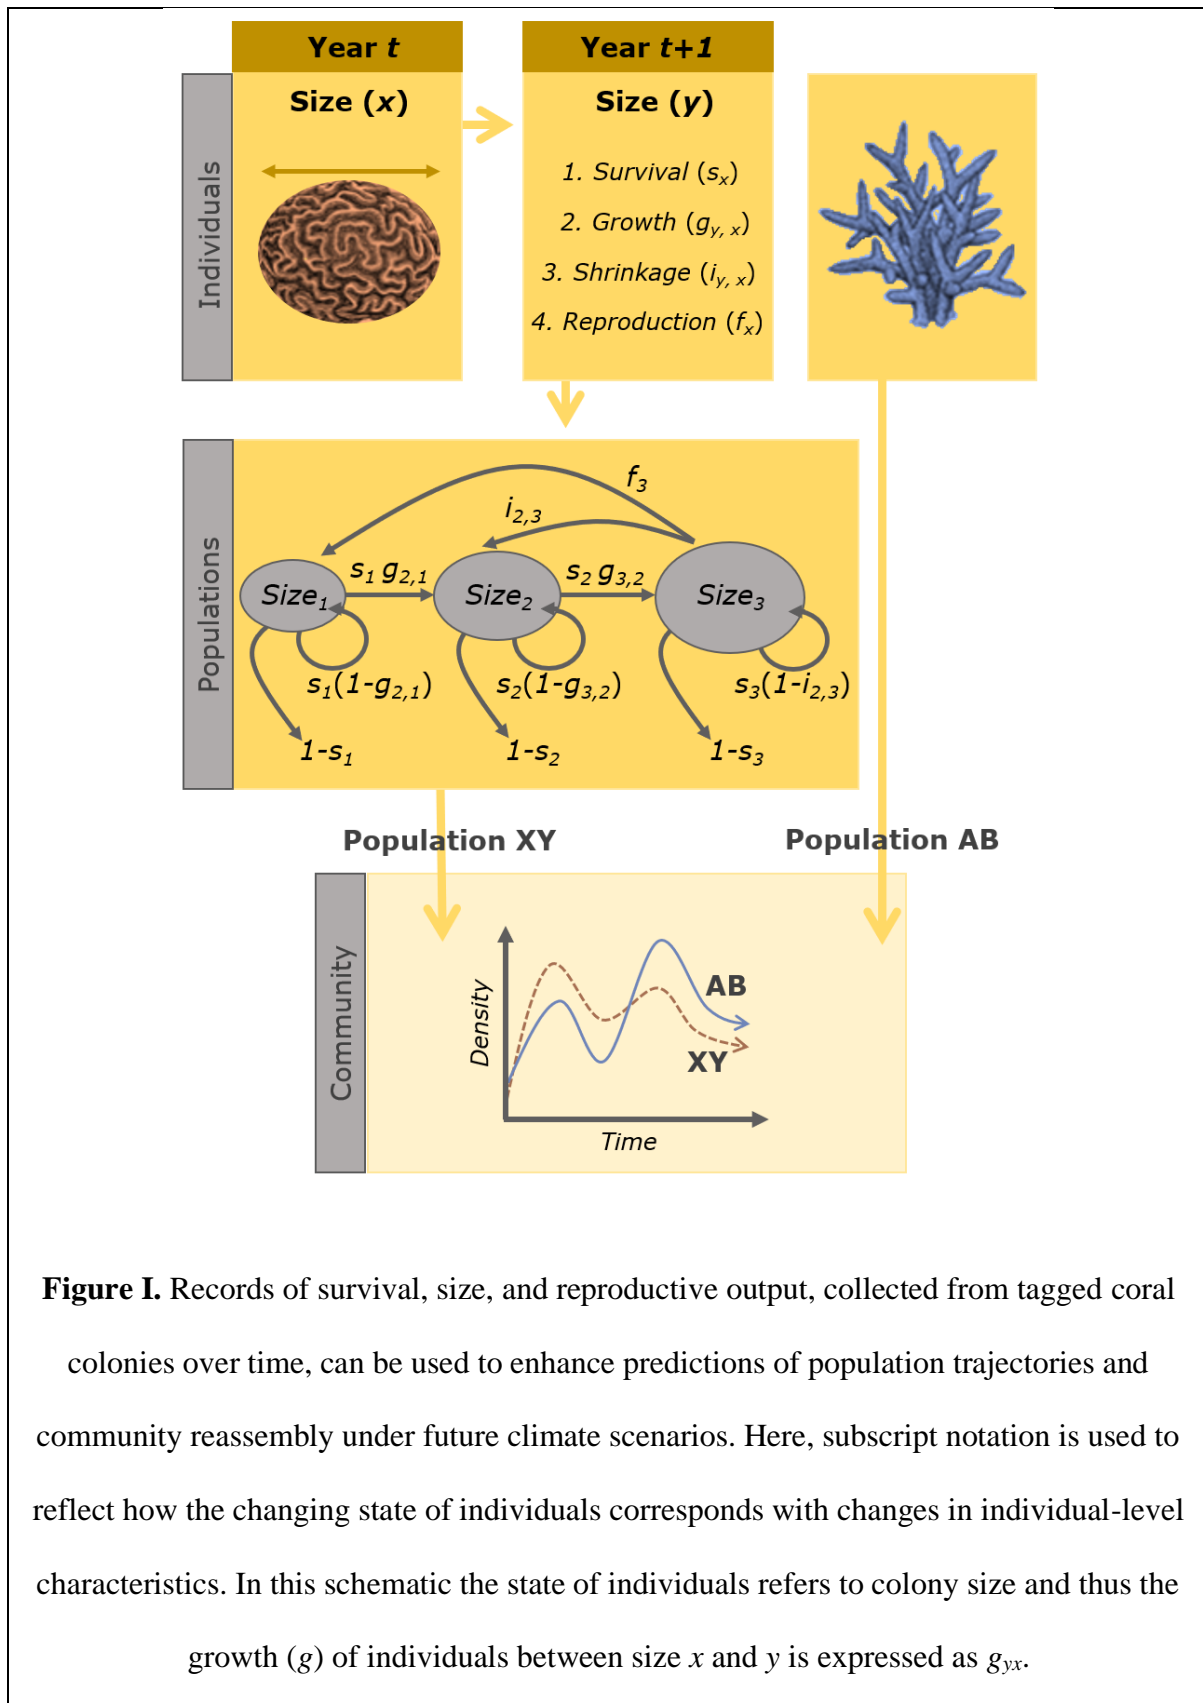 Year t
Year t+1
Individuals
Size (x)
Size (y)
1. Survival (sₓ)
2. Growth (g_y, x)
3. Shrinkage (i_y, x)
4. Reproduction (fₓ)
Populations
f₃
i₂,₃
s₁ g₂,₁
s₂ g₃,₂
Size₁
Size₂
Size₃
s₁(1-g₂,₁)
s₂(1-g₃,₂)
s₃(1-i₂,₃)
1-s₁
1-s₂
1-s₃
Population XY
Population AB
Community
Density
AB
XY
Time
Figure I. Records of survival, size, and reproductive output, collected from tagged coral
colonies over time, can be used to enhance predictions of population trajectories and
community reassembly under future climate scenarios. Here, subscript notation is used to
reflect how the changing state of individuals corresponds with changes in individual-level
characteristics. In this schematic the state of individuals refers to colony size and thus the
growth (g) of individuals between size x and y is expressed as g_yx.